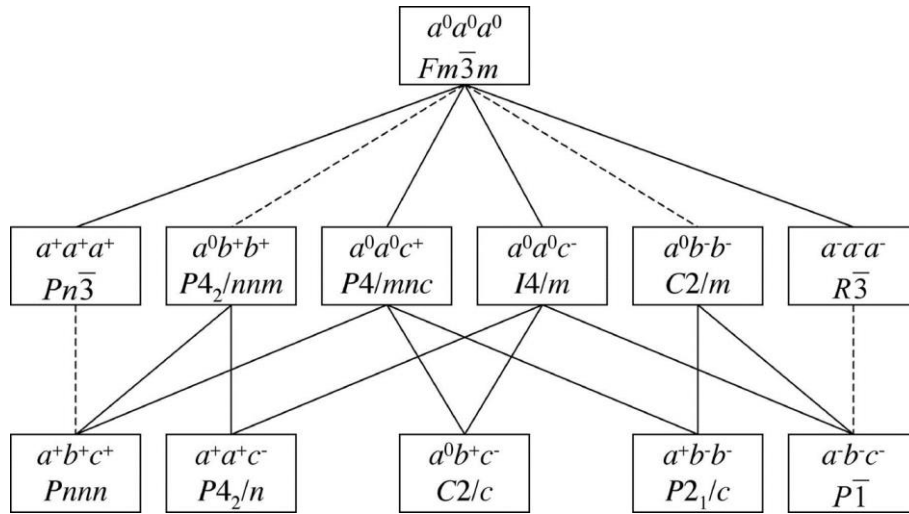 a⁰a⁰a⁰
Fm3̅m
a⁺a⁺a⁺
Pn3̅
a⁰b⁺b⁺
P4₂/nnm
a⁰a⁰c⁺
P4/mnc
a⁰a⁰c⁻
I4/m
a⁰b⁻b⁻
C2/m
a⁻a⁻a⁻
R3̅
a⁺b⁺c⁺
Pnnn
a⁺a⁺c⁻
P4₂/n
a⁰b⁺c⁻
C2/c
a⁺b⁻b⁻
P2₁/c
a⁻b⁻c⁻
P1̅